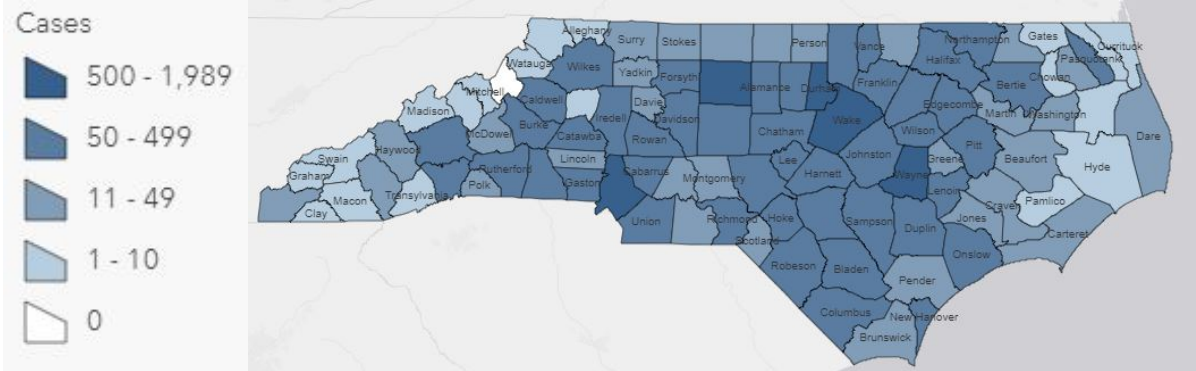 Cases
500 - 1,989
50 - 499
11 - 49
1 - 10
0
Alleghany
Surry
Stokes
Person
Vance
Northampton
Gates
Currituck
Pasquotank
Watauga
Wilkes
Yadkin
Forsyth
Alamance
Durham
Franklin
Halifax
Bertie
Chowan
Mitchell
Caldwell
Madison
Davie
Iredell
Davidson
Wake
Edgecombe
Martin
Washington
Dare
McDowell
Burke
Catawba
Rowan
Chatham
Wilson
Haywood
Swain
Rutherford
Lincoln
Lee
Johnston
Pitt
Greene
Beaufort
Hyde
Graham
Macon
Transylvania
Polk
Gaston
Cabarrus
Montgomery
Harnett
Wayne
Lenoir
Craven
Pamlico
Clay
Union
Richmond
Hoke
Sampson
Duplin
Jones
Carteret
Scotland
Robeson
Bladen
Onslow
Pender
Columbus
New Hanover
Brunswick